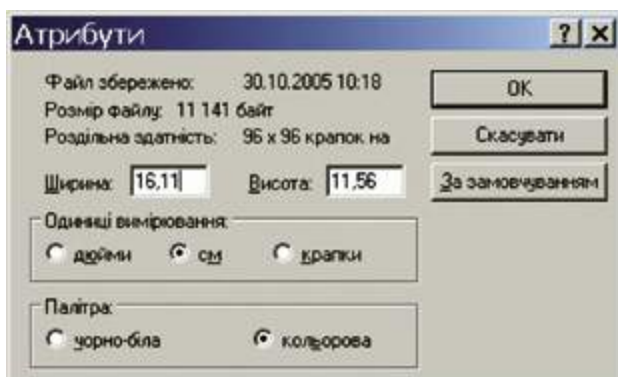 Атрибути
Файл збережено: 30.10.2005 10:18
Розмір файлу: 11 141 байт
Роздільна здатність: 96 x 96 крапок на
Ширина: 16,11 Висота: 11,56
Одиниці вимірювання:
дюйми см крапки
Палітра:
чорно-біла кольорова
OK
Скасувати
За замовчуванням